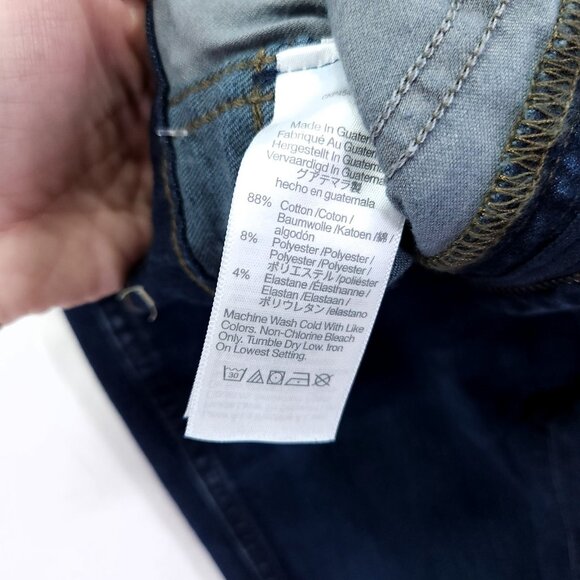 Made In Guatem
Fabriqué Au Guatem
Hergestellt In Guatem
Vervaardigd In Guatem
グアテマラ製
hecho en guatemala
88% Cotton /Coton /
Baumwolle /Katoen /綿 /
algodón
8% Polyester /Polyester /
Polyester /Polyester /
ポリエステル /poliéster
4% Elastane /Élasthanne /
Elastan /Elastaan /
ポリウレタン /elastano
Machine Wash Cold With Like
Colors. Non-Chlorine Bleach
Only. Tumble Dry Low. Iron
On Lowest Setting.
30